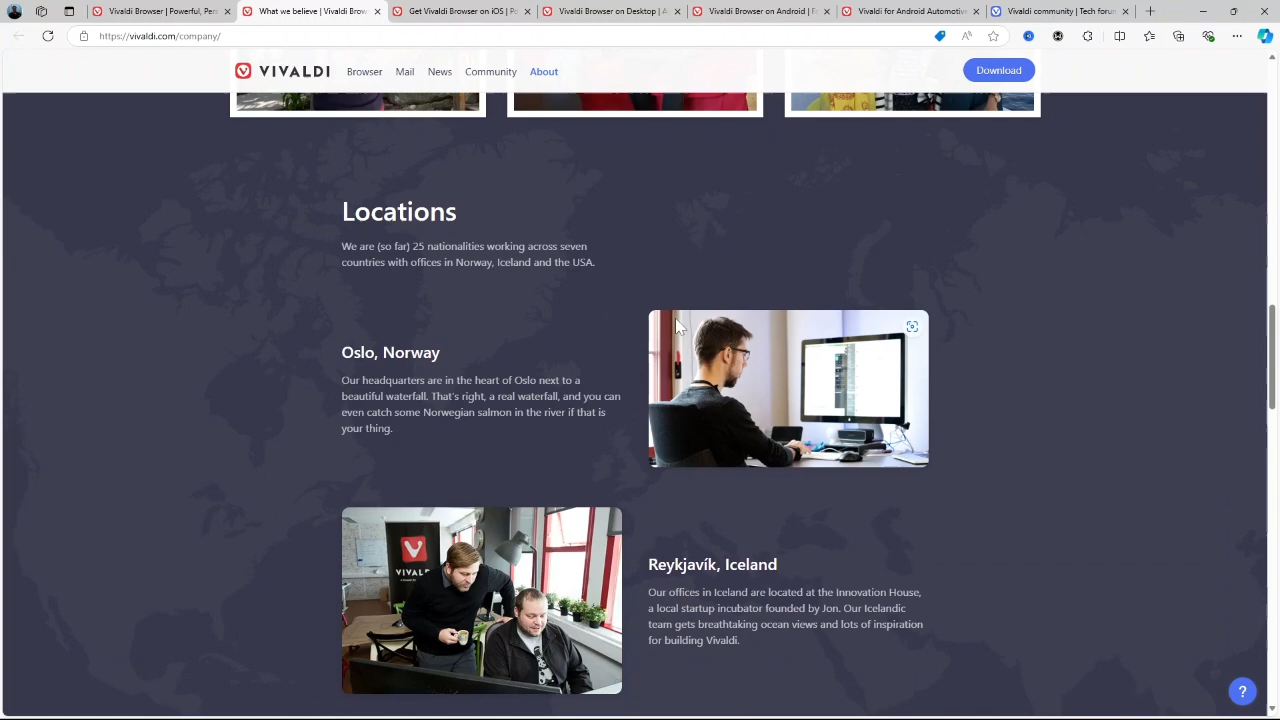 Vivaldi Browser | Powerful, Pers
What we believe | Vivaldi Brow
Get Vivaldi Browser on iOS | Po
Vivaldi Browser on Desktop | A
Vivaldi Browser on Android | F
Vivaldi for Android Automotive
Vivaldi community | Tech forun
https://vivaldi.com/company/
VIVALDI
Browser
Mail
News
Community
About
Download
Locations
We are (so far) 25 nationalities working across seven
countries with offices in Norway, Iceland and the USA.
Oslo, Norway
Our headquarters are in the heart of Oslo next to a
beautiful waterfall. That's right, a real waterfall, and you can
even catch some Norwegian salmon in the river if that is
your thing.
VIVALD
Reykjavík, Iceland
Our offices in Iceland are located at the Innovation House,
a local startup incubator founded by Jon. Our Icelandic
team gets breathtaking ocean views and lots of inspiration
for building Vivaldi.
?